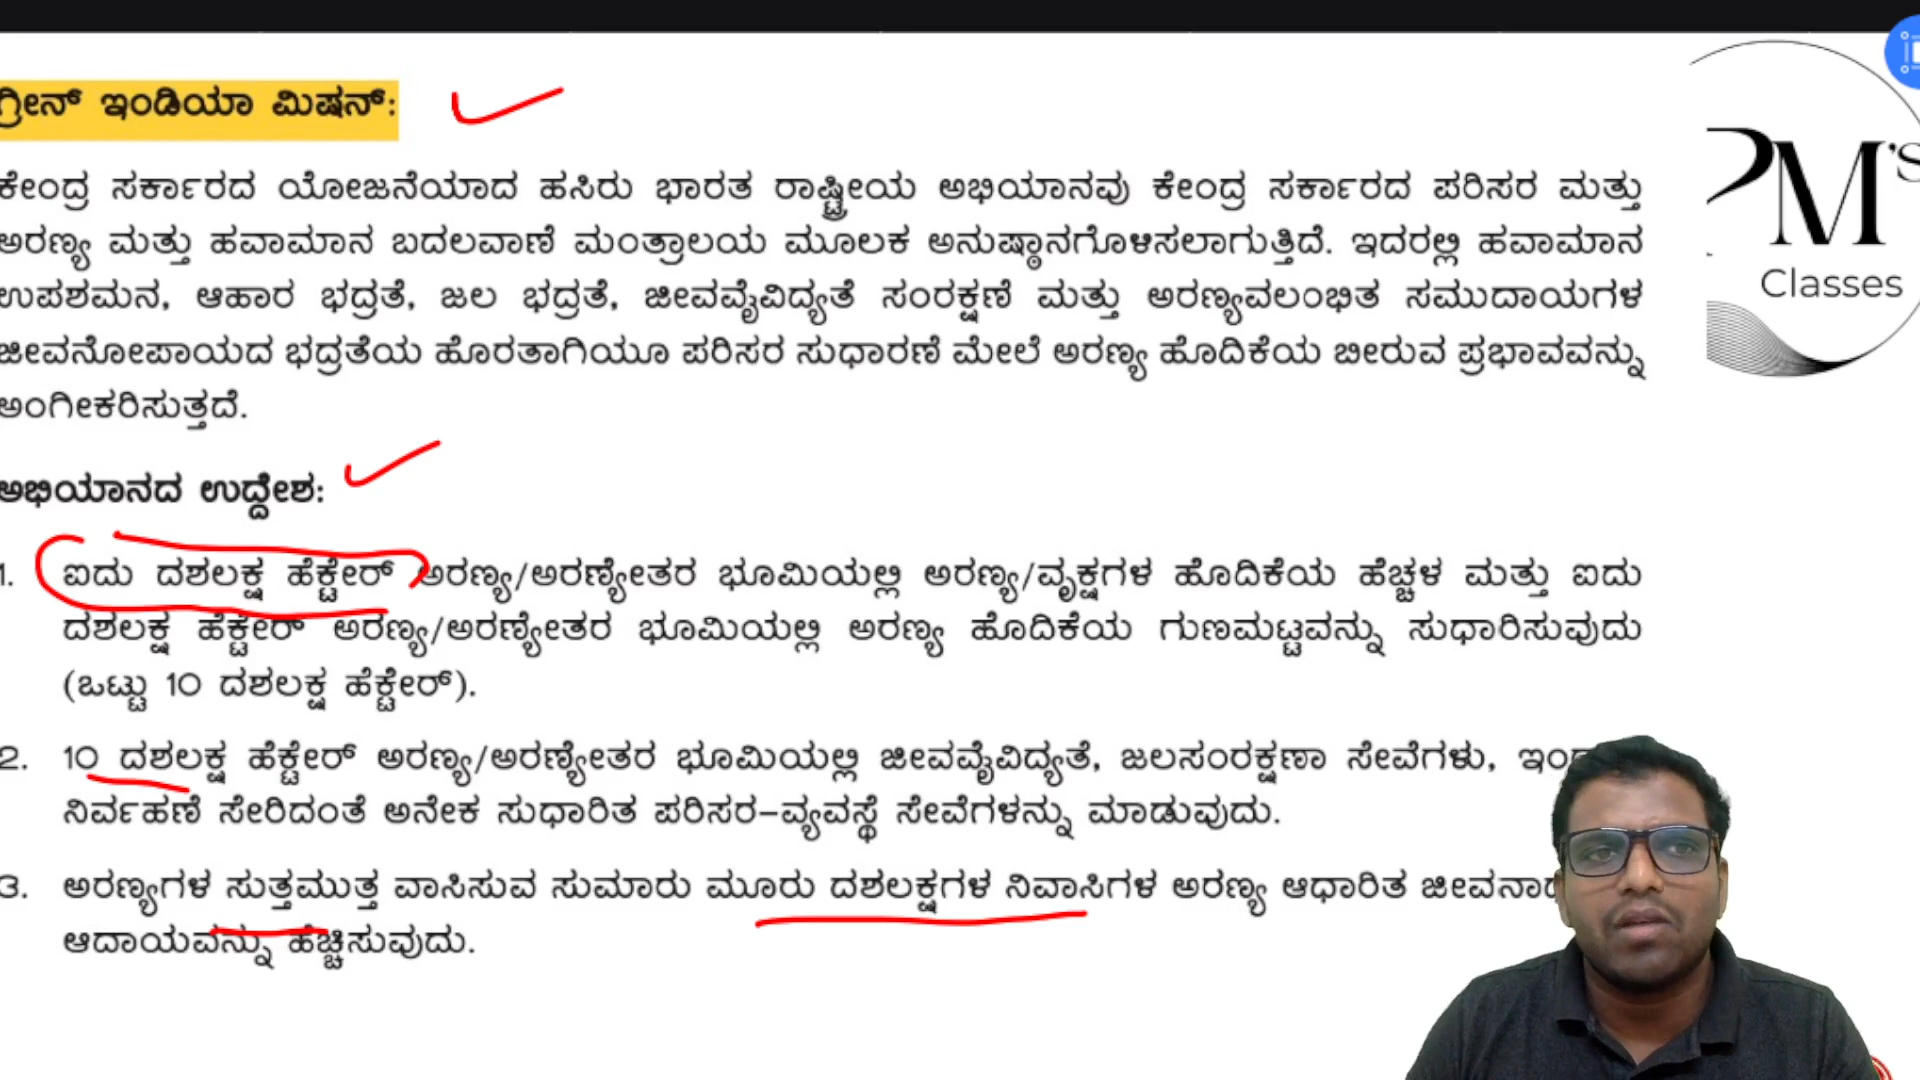 ಗ್ರೀನ್ ಇಂಡಿಯಾ ಮಿಷನ್:
ಕೇಂದ್ರ ಸರ್ಕಾರದ ಯೋಜನೆಯಾದ ಹಸಿರು ಭಾರತ ರಾಷ್ಟ್ರೀಯ ಅಭಿಯಾನವು ಕೇಂದ್ರ ಸರ್ಕಾರದ ಪರಿಸರ ಮತ್ತು
ಅರಣ್ಯ ಮತ್ತು ಹವಾಮಾನ ಬದಲವಾಣೆ ಮಂತ್ರಾಲಯ ಮೂಲಕ ಅನುಷ್ಠಾನಗೊಳಸಲಾಗುತ್ತಿದೆ. ಇದರಲ್ಲಿ ಹವಾಮಾನ
ಉಪಶಮನ, ಆಹಾರ ಭದ್ರತೆ, ಜಲ ಭದ್ರತೆ, ಜೀವವೈವಿದ್ಯತೆ ಸಂರಕ್ಷಣೆ ಮತ್ತು ಅರಣ್ಯವಲಂಭಿತ ಸಮುದಾಯಗಳ
ಜೀವನೋಪಾಯದ ಭದ್ರತೆಯ ಹೊರತಾಗಿಯೂ ಪರಿಸರ ಸುಧಾರಣೆ ಮೇಲೆ ಅರಣ್ಯ ಹೊದಿಕೆಯ ಬೀರುವ ಪ್ರಭಾವವನ್ನು
ಅಂಗೀಕರಿಸುತ್ತದೆ.
ಅಭಿಯಾನದ ಉದ್ದೇಶ:
1. ಐದು ದಶಲಕ್ಷ ಹೆಕ್ಟೇರ್ ಅರಣ್ಯ/ಅರಣ್ಯೇತರ ಭೂಮಿಯಲ್ಲಿ ಅರಣ್ಯ/ವೃಕ್ಷಗಳ ಹೊದಿಕೆಯ ಹೆಚ್ಚಳ ಮತ್ತು ಐದು
ದಶಲಕ್ಷ ಹೆಕ್ಟೇರ್ ಅರಣ್ಯ/ಅರಣ್ಯೇತರ ಭೂಮಿಯಲ್ಲಿ ಅರಣ್ಯ ಹೊದಿಕೆಯ ಗುಣಮಟ್ಟವನ್ನು ಸುಧಾರಿಸುವುದು
(ಒಟ್ಟು 10 ದಶಲಕ್ಷ ಹೆಕ್ಟೇರ್).
2. 10 ದಶಲಕ್ಷ ಹೆಕ್ಟೇರ್ ಅರಣ್ಯ/ಅರಣ್ಯೇತರ ಭೂಮಿಯಲ್ಲಿ ಜೀವವೈವಿದ್ಯತೆ, ಜಲಸಂರಕ್ಷಣಾ ಸೇವೆಗಳು,
ನಿರ್ವಹಣೆ ಸೇರಿದಂತೆ ಅನೇಕ ಸುಧಾರಿತ ಪರಿಸರ-ವ್ಯವಸ್ಥೆ ಸೇವೆಗಳನ್ನು ಮಾಡುವುದು.
3. ಅರಣ್ಯಗಳ ಸುತ್ತಮುತ್ತ ವಾಸಿಸುವ ಸುಮಾರು ಮೂರು ದಶಲಕ್ಷಗಳ ನಿವಾಸಿಗಳ ಅರಣ್ಯ ಆಧಾರಿತ
ಆದಾಯವನ್ನು ಹೆಚ್ಚಿಸುವುದು.
PM's
Classes